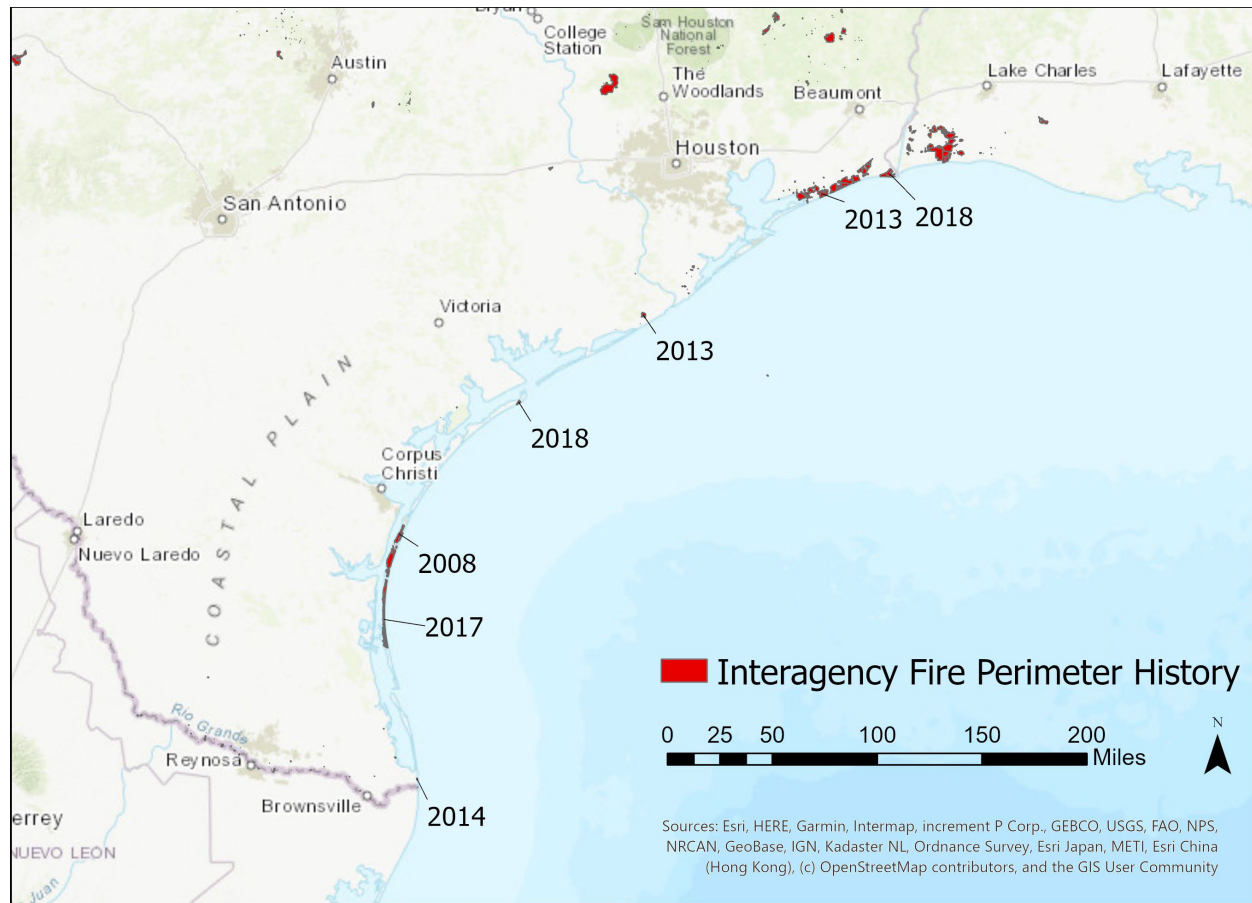 Bryan
College
Station
Sam Houston
National
Forest
Austin
The
Woodlands
Lake Charles
Lafayette
Beaumont
Houston
San Antonio
2013
2018
Victoria
2013
2018
Corpus
Christi
Laredo
Nuevo Laredo
COASTAL PLAIN
2008
2017
Interagency Fire Perimeter History
0 25 50 100 150 200
Miles
N
Rio Grande
Reynosa
Brownsville
2014
errey
NUEVO LEÓN
Juan
Sources: Esri, HERE, Garmin, Intermap, increment P Corp., GEBCO, USGS, FAO, NPS,
NRCAN, GeoBase, IGN, Kadaster NL, Ordnance Survey, Esri Japan, METI, Esri China
(Hong Kong), (c) OpenStreetMap contributors, and the GIS User Community